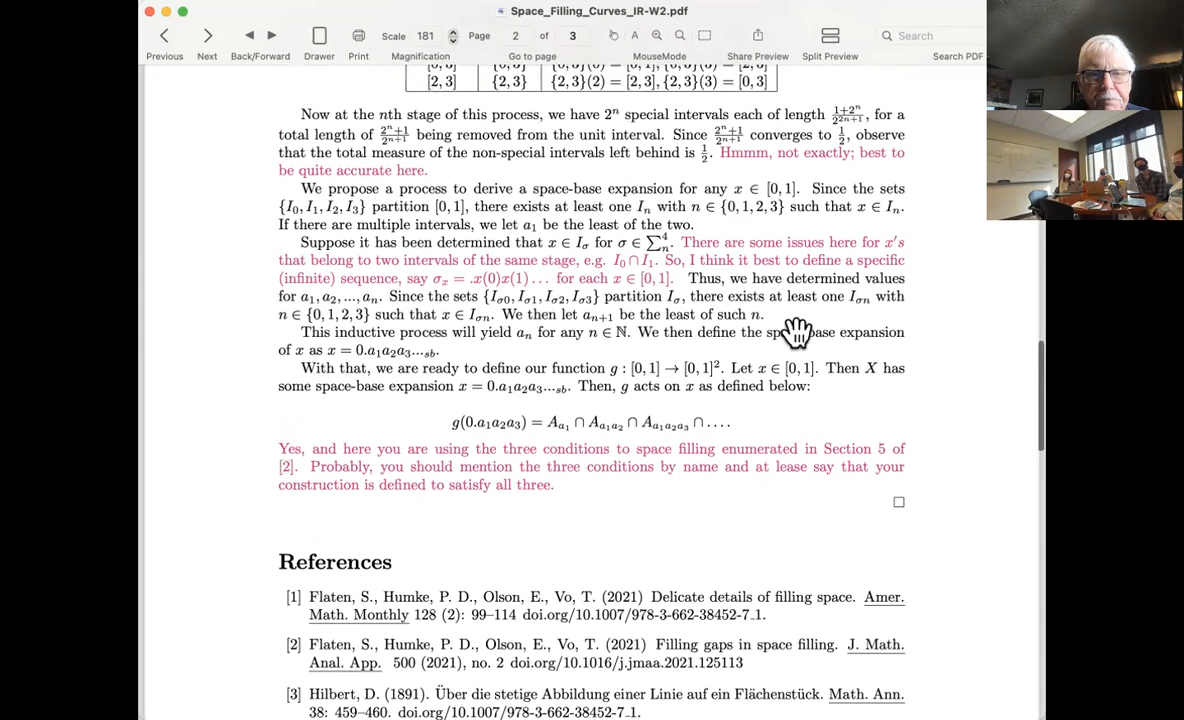 Space_Filling_Curves_IR-W2.pdf
Scale 181 Page 2 of 3 A Search
Previous Next Back/Forward Drawer Print Magnification Go to page MouseMode Share Preview Split Preview Search PDF
[2, 3] {2, 3} {2, 3}(2) = [2, 3], {2, 3}(3) = [0, 3]
Now at the nth stage of this process, we have 2ⁿ special intervals each of length (1+2ⁿ)/2²ⁿ⁺¹, for a
total length of (2ⁿ+1)/2ⁿ⁺¹ being removed from the unit interval. Since (2ⁿ+1)/2ⁿ⁺¹ converges to 1/2, observe
that the total measure of the non-special intervals left behind is 1/2. Hmmm, not exactly; best to
be quite accurate here.
We propose a process to derive a space-base expansion for any x ∈ [0, 1]. Since the sets
{I₀, I₁, I₂, I₃} partition [0, 1], there exists at least one Iₙ with n ∈ {0, 1, 2, 3} such that x ∈ Iₙ.
If there are multiple intervals, we let a₁ be the least of the two.
Suppose it has been determined that x ∈ I_σ for σ ∈ ∑⁴ₙ. There are some issues here for x's
that belong to two intervals of the same stage, e.g. I₀ ∩ I₁. So, I think it best to define a specific
(infinite) sequence, say σₓ = .x(0)x(1)... for each x ∈ [0, 1]. Thus, we have determined values
for a₁, a₂, ..., aₙ. Since the sets {I_σ0, I_σ1, I_σ2, I_σ3} partition I_σ, there exists at least one I_σn with
n ∈ {0, 1, 2, 3} such that x ∈ I_σn. We then let aₙ₊₁ be the least of such n.
This inductive process will yield aₙ for any n ∈ ℕ. We then define the sp base expansion
of x as x = 0.a₁a₂a₃..._sb.
With that, we are ready to define our function g : [0, 1] → [0, 1]². Let x ∈ [0, 1]. Then X has
some space-base expansion x = 0.a₁a₂a₃..._sb. Then, g acts on x as defined below:
g(0.a₁a₂a₃) = A_a₁ ∩ A_a₁a₂ ∩ A_a₁a₂a₃ ∩ ....
Yes, and here you are using the three conditions to space filling enumerated in Section 5 of
[2]. Probably, you should mention the three conditions by name and at lease say that your
construction is defined to satisfy all three.
References
[1] Flaten, S., Humke, P. D., Olson, E., Vo, T. (2021) Delicate details of filling space. Amer.
Math. Monthly 128 (2): 99–114 doi.org/10.1007/978-3-662-38452-7_1.
[2] Flaten, S., Humke, P. D., Olson, E., Vo, T. (2021) Filling gaps in space filling. J. Math.
Anal. App. 500 (2021), no. 2 doi.org/10.1016/j.jmaa.2021.125113
[3] Hilbert, D. (1891). Über die stetige Abbildung einer Linie auf ein Flächenstück. Math. Ann.
38: 459–460. doi.org/10.1007/978-3-662-38452-7_1.